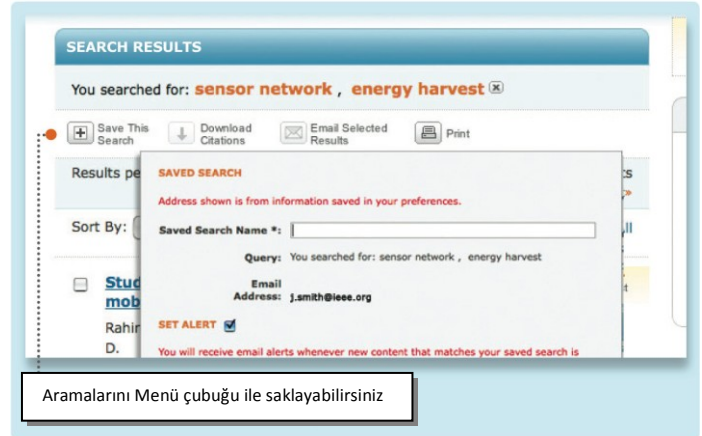 SEARCH RESULTS
You searched for: sensor network , energy harvest
Save This Search
Download Citations
Email Selected Results
Print
Results pe
SAVED SEARCH
Address shown is from information saved in your preferences.
Sort By:
Saved Search Name *:
Query: You searched for: sensor network , energy harvest
Email Address: j.smith@ieee.org
Stud
mob
Rahir
D.
SET ALERT
You will receive email alerts whenever new content that matches your saved search is
Aramalarını Menü çubuğu ile saklayabilirsiniz